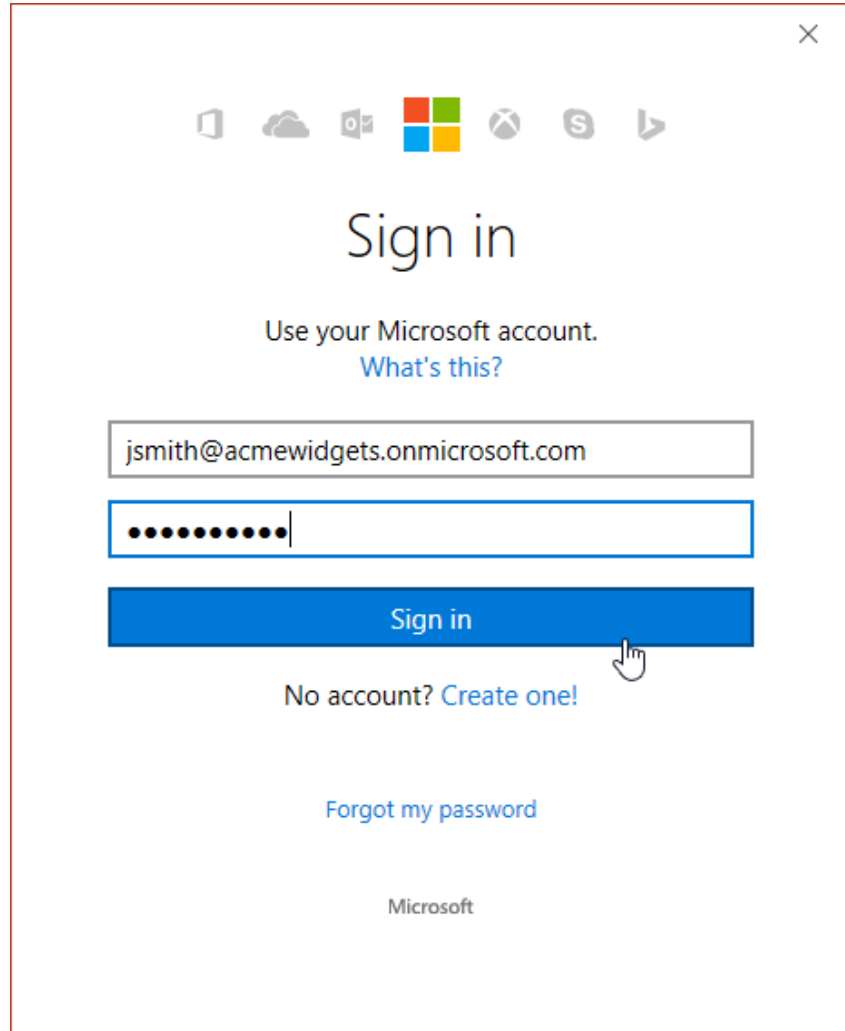 Sign in
Use your Microsoft account.
What's this?
jsmith@acmewidgets.onmicrosoft.com
●●●●●●●●●●
Sign in
No account? Create one!
Forgot my password
Microsoft